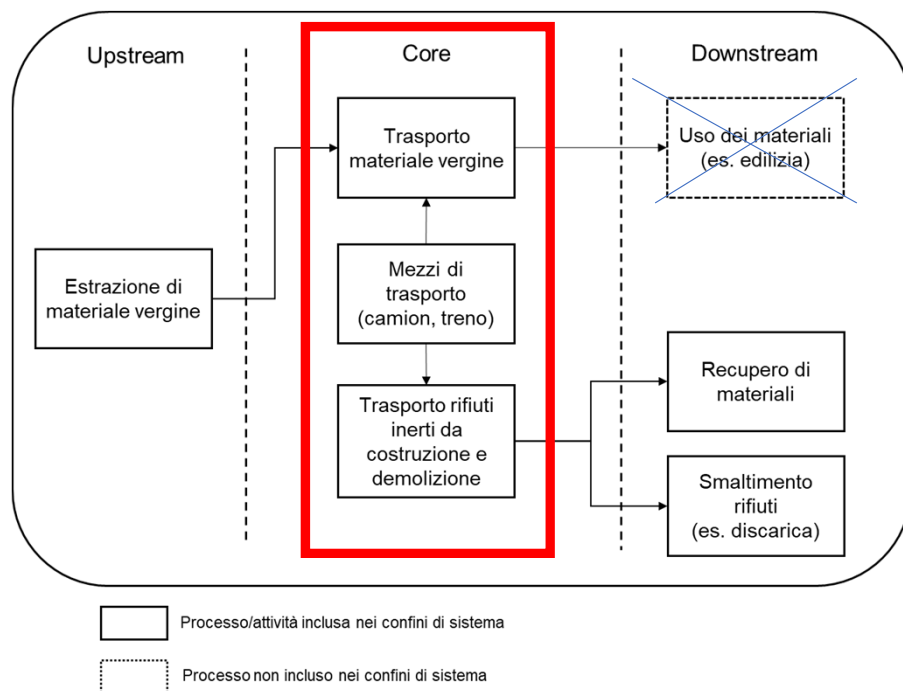 Upstream
Core
Downstream
Trasporto
materiale vergine
Uso dei materiali
(es. edilizia)
Estrazione di
materiale vergine
Mezzi di
trasporto
(camion, treno)
Trasporto rifiuti
inerti da
costruzione e
demolizione
Recupero di
materiali
Smaltimento
rifiuti
(es. discarica)
Processo/attività inclusa nei confini di sistema
Processo non incluso nei confini di sistema